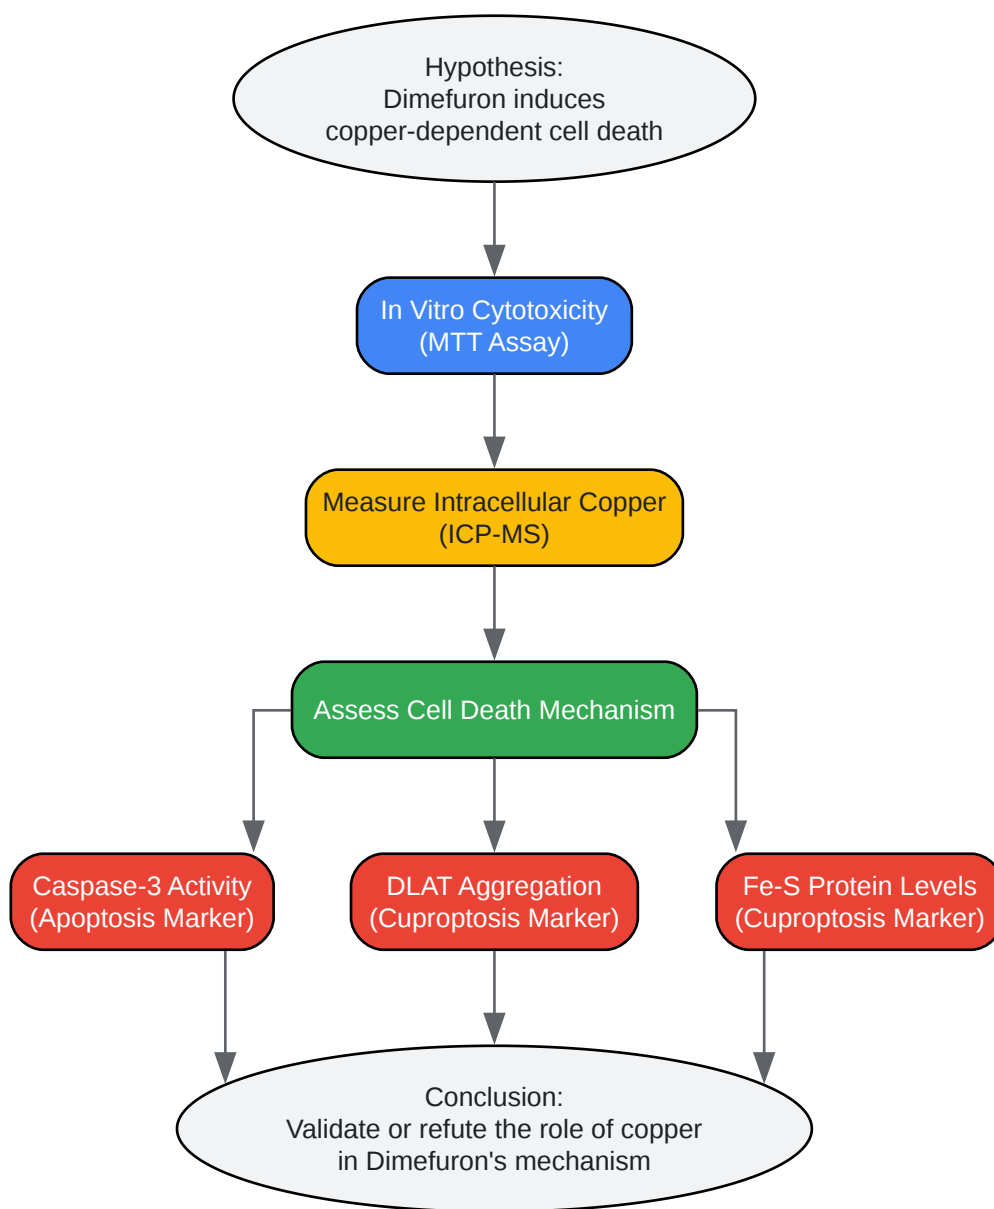 Hypothesis:
Dimefuron induces
copper-dependent cell death
In Vitro Cytotoxicity
(MTT Assay)
Measure Intracellular Copper
(ICP-MS)
Assess Cell Death Mechanism
Caspase-3 Activity
(Apoptosis Marker)
DLAT Aggregation
(Cuproptosis Marker)
Fe-S Protein Levels
(Cuproptosis Marker)
Conclusion:
Validate or refute the role of copper
in Dimefuron's mechanism